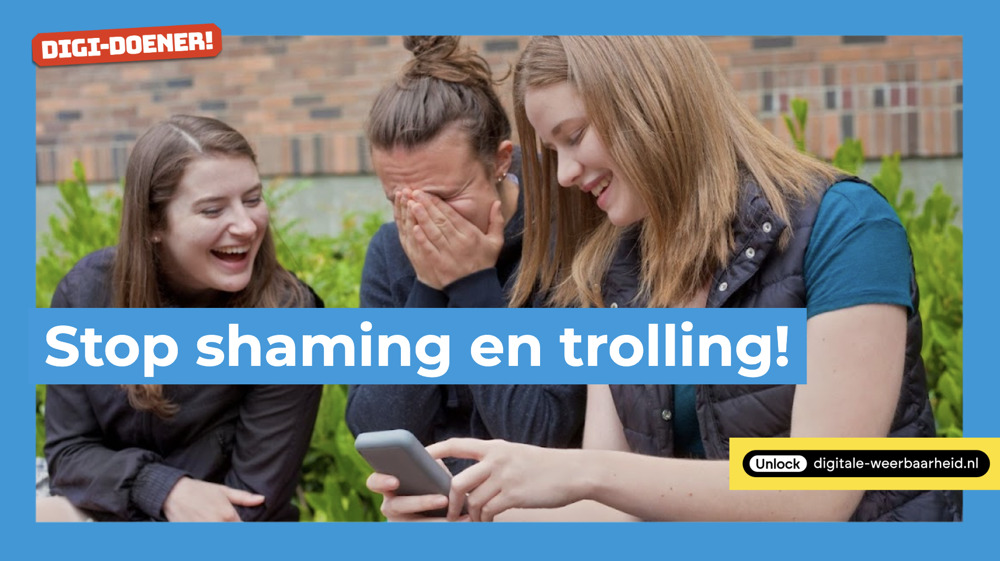 DIGI-DOENER!
Stop shaming en trolling!
Unlock digitale-weerbaarheid.nl